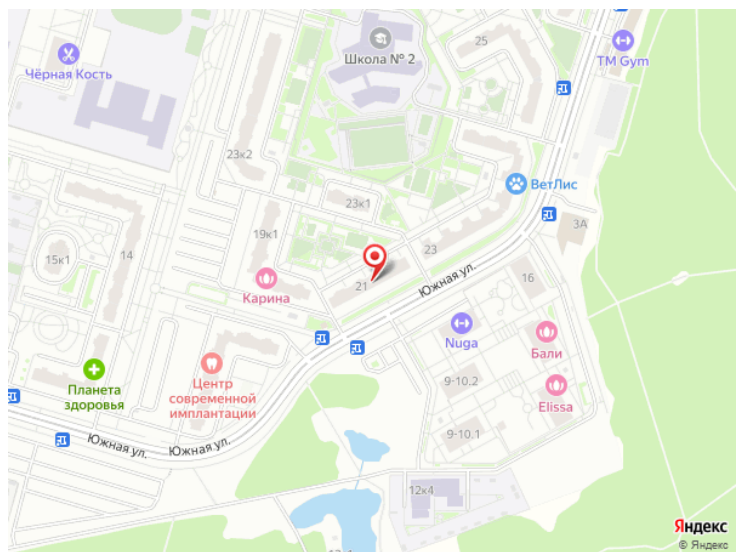 25
TM Gym
Школа № 2
Чёрная Кость
23к2
ВетЛис
23к1
3А
19к1
23
14
15к1
16
21
Южная ул.
Карина
Nuga
Бали
Центр
современной
имплантации
Планета
здоровья
9-10.2
Elissa
9-10.1
Южная ул.
Южная ул.
12к4
Яндекс
© Яндекс